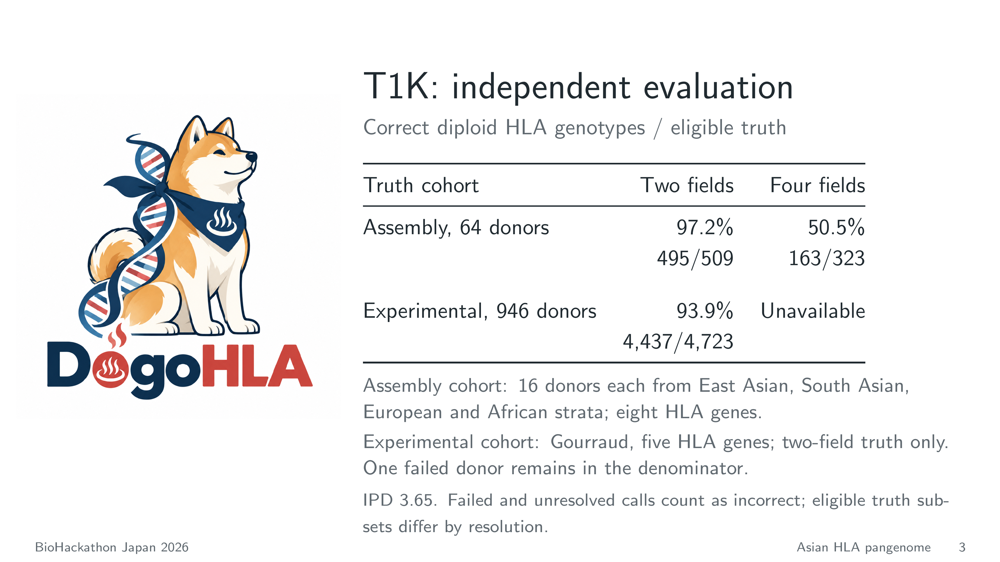 T1K: independent evaluation
Correct diploid HLA genotypes / eligible truth
Truth cohort Two fields Four fields
Assembly, 64 donors 97.2% 50.5%
495/509 163/323
Experimental, 946 donors 93.9% Unavailable
4,437/4,723
DogoHLA
Assembly cohort: 16 donors each from East Asian, South Asian,
European and African strata; eight HLA genes.
Experimental cohort: Gourraud, five HLA genes; two-field truth only.
One failed donor remains in the denominator.
IPD 3.65. Failed and unresolved calls count as incorrect; eligible truth sub-
sets differ by resolution.
BioHackathon Japan 2026 Asian HLA pangenome 3